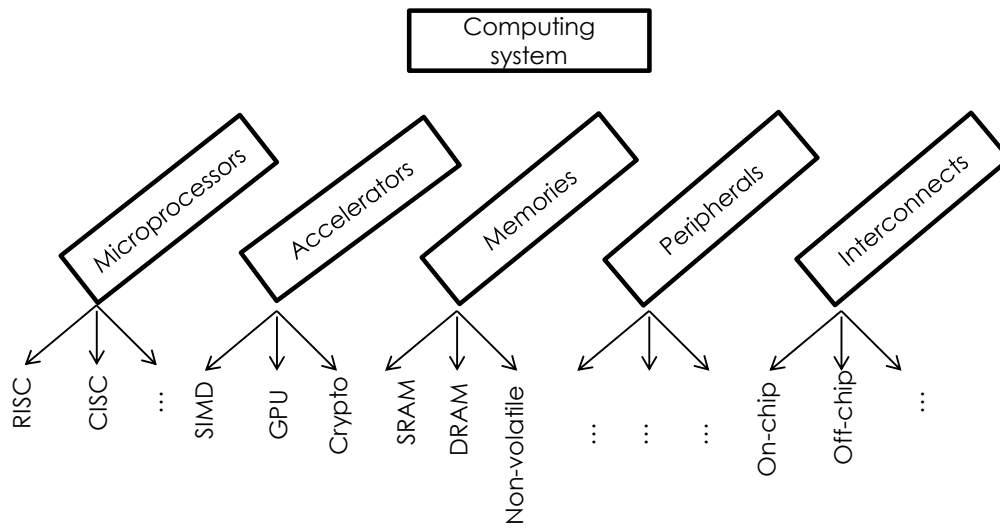 Computing
system
Microprocessors
Accelerators
Memories
Peripherals
Interconnects
RISC
CISC
...
SIMD
GPU
Crypto
SRAM
DRAM
Non-volatile
...
...
...
On-chip
Off-chip
...